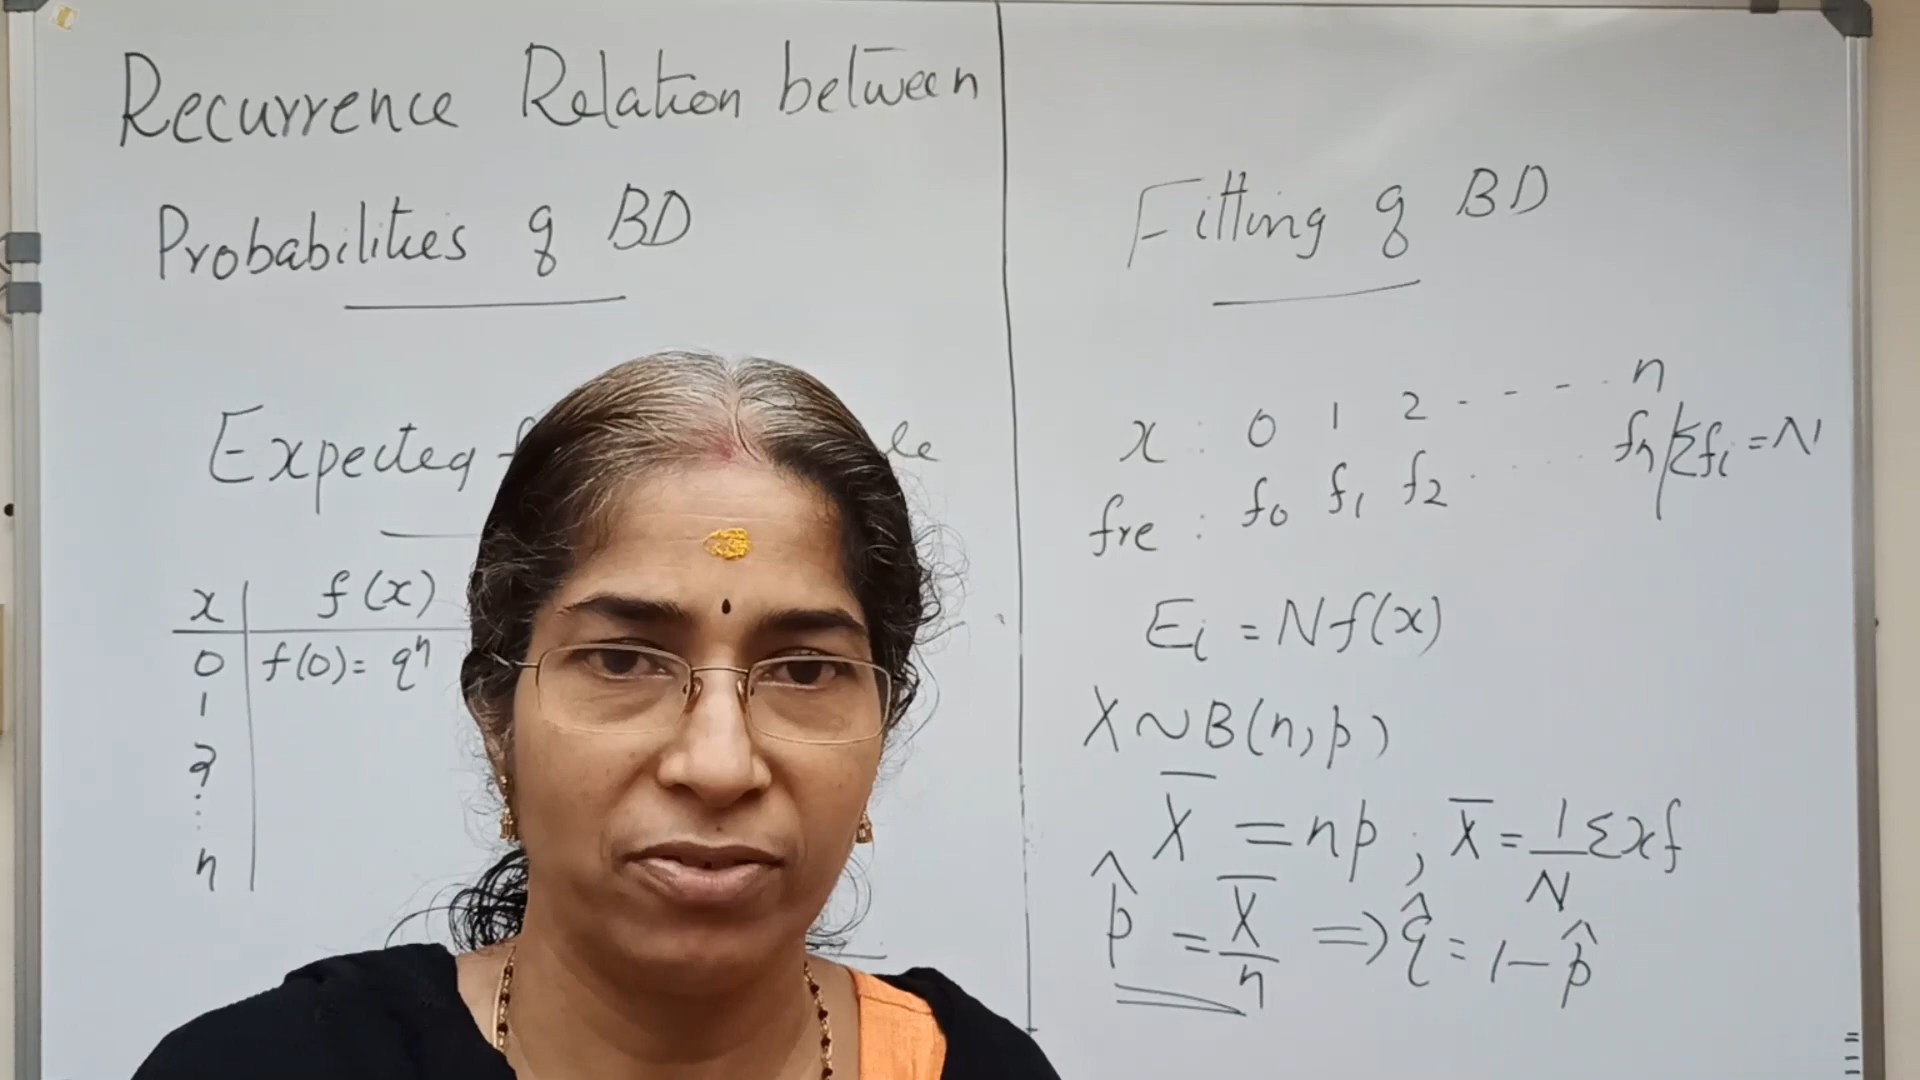 Recurrence Relation between
Probabilities of BD
Expected
x f(x)
0 f(0) = qⁿ
1
2
⋮
n
Fitting of BD
x : 0 1 2 - - - . n
fre : f₀ f₁ f₂ . . . . fₙ / Σfᵢ = N
Eᵢ = N f(x)
X ~ B(n, p)
X̄ = np ; X̄ = 1/N Σxf
p̂ = X̄/n ⇒ q̂ = 1 - p̂